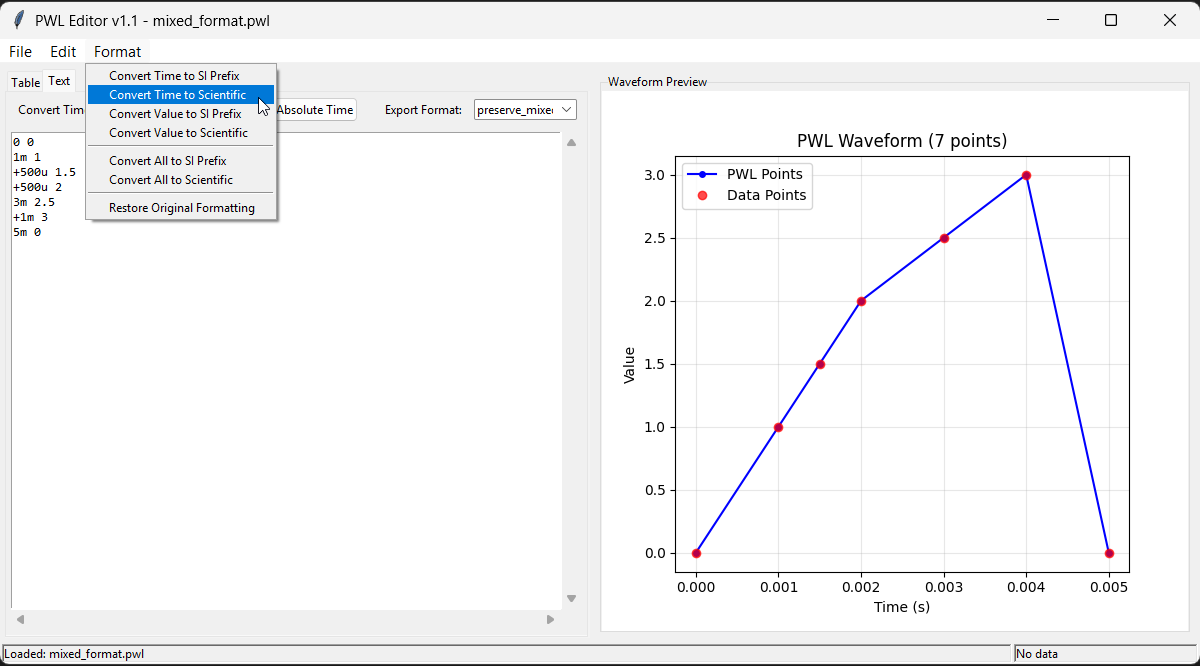 PWL Editor v1.1 - mixed_format.pwl
File Edit Format
Table Text
Convert Time to SI Prefix
Convert Time to Scientific
Convert Value to SI Prefix
Convert Value to Scientific
Convert All to SI Prefix
Convert All to Scientific
Restore Original Formatting
Convert Absolute Time Export Format:
0 0
1m 1
+500u 1.5
+500u 2
3m 2.5
+1m 3
5m 0
Waveform Preview
PWL Waveform (7 points)
PWL Points
Data Points
3.0
2.5
2.0
1.5
1.0
0.5
0.0
Value
0.000 0.001 0.002 0.003 0.004 0.005
Time (s)
Loaded: mixed_format.pwl
No data